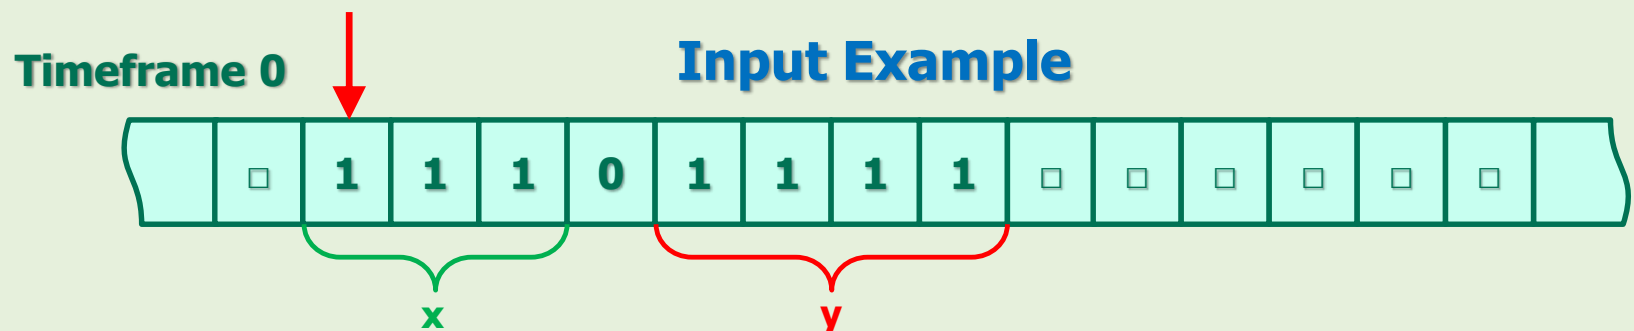 Timeframe 0
Input Example
□ 1 1 1 0 1 1 1 1 □ □ □ □ □ □
x y